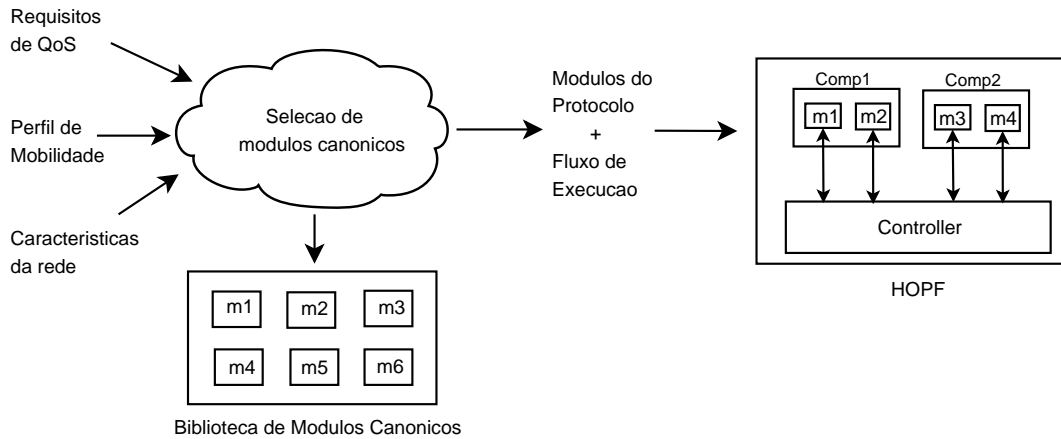 Requisitos
de QoS
Perfil de
Mobilidade
Caracteristicas
da rede
Selecao de
modulos canonicos
Modulos do
Protocolo
+
Fluxo de
Execucao
Comp1
Comp2
m1
m2
m3
m4
Controller
HOPF
m1
m2
m3
m4
m5
m6
Biblioteca de Modulos Canonicos